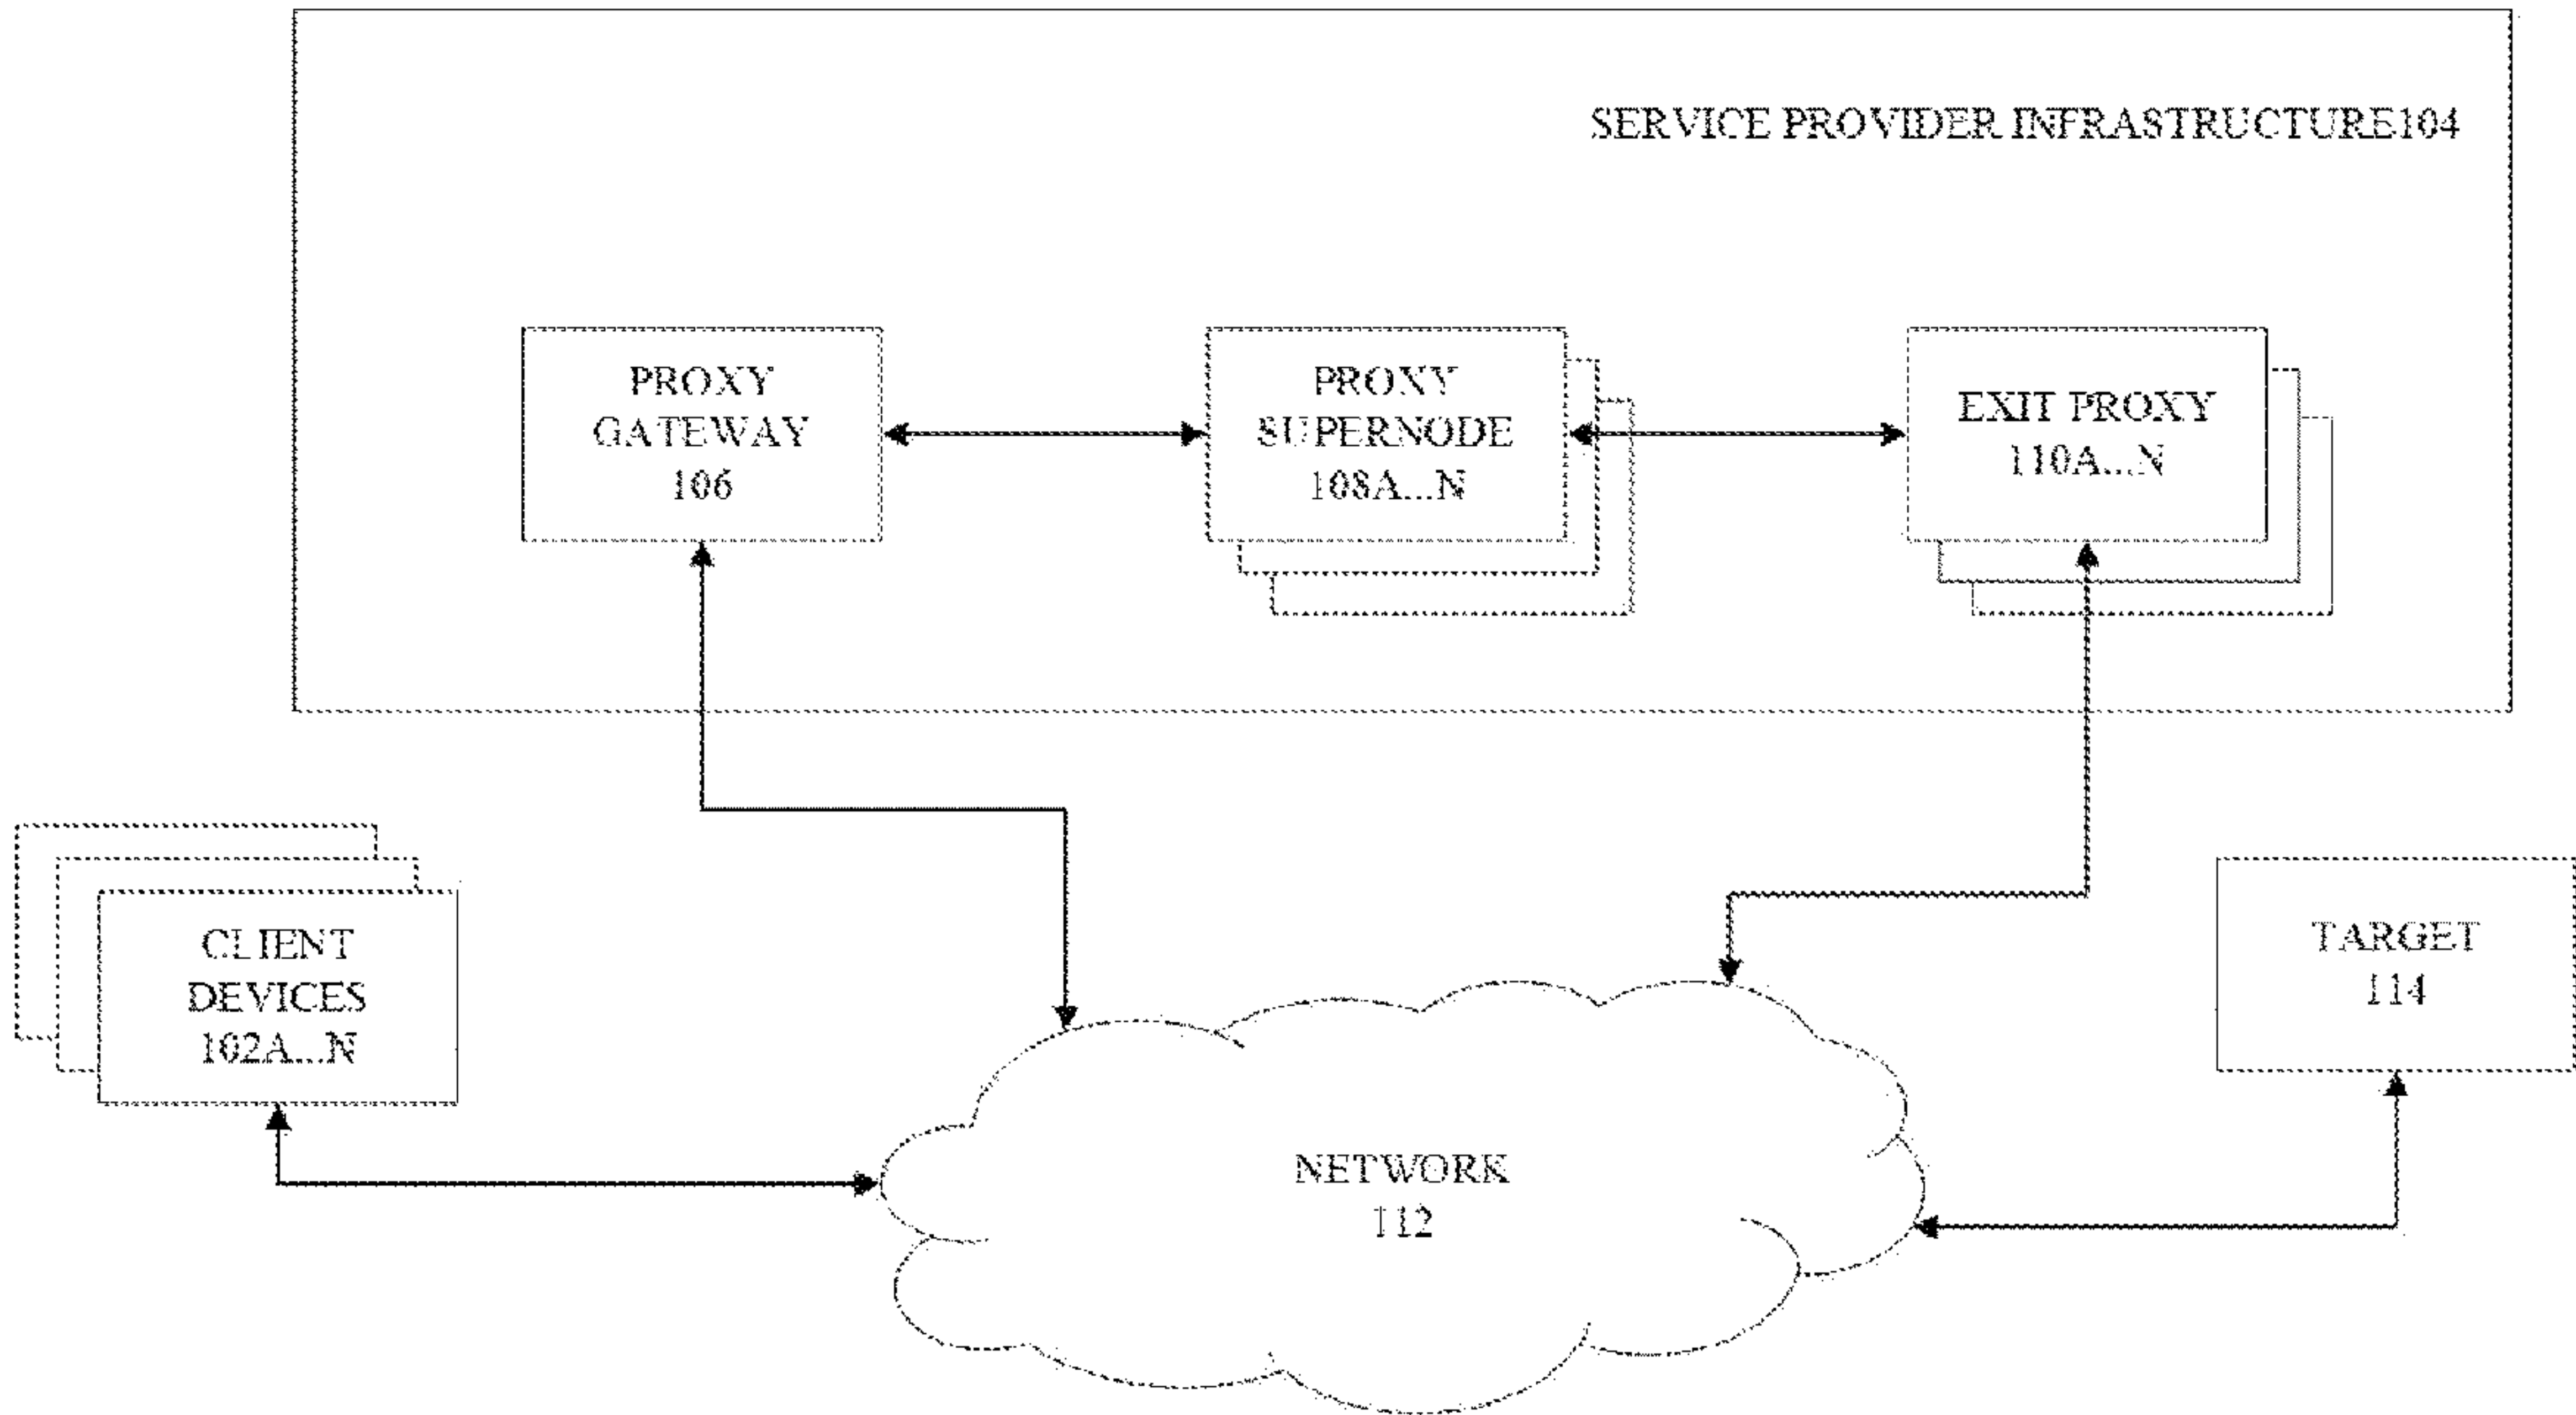 SERVICE PROVIDER INFRASTRUCTURE104
PROXY
GATEWAY
106
PROXY
SUPERNODE
108A...N
EXIT PROXY
110A...N
CLIENT
DEVICES
102A...N
TARGET
114
NETWORK
112